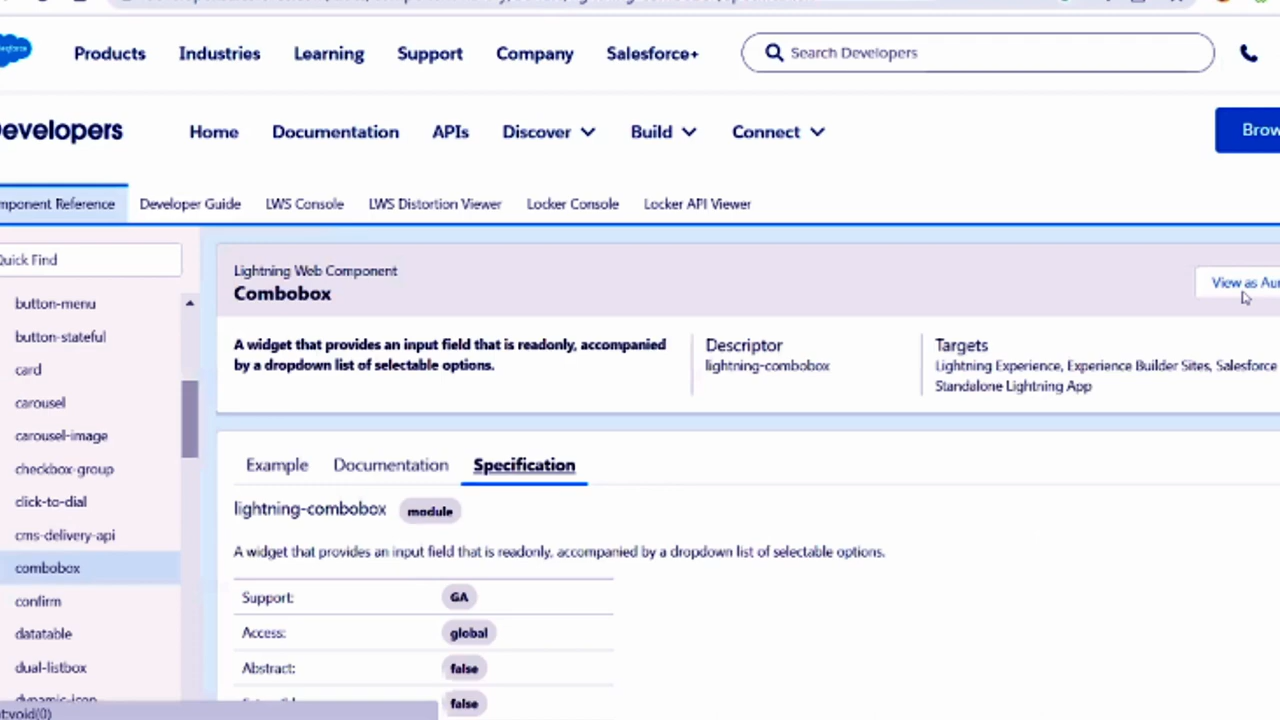 Products Industries Learning Support Company Salesforce+ Search Developers
evelopers Home Documentation APIs Discover Build Connect Brow
mponent Reference Developer Guide LWS Console LWS Distortion Viewer Locker Console Locker API Viewer
Quick Find
button-menu
button-stateful
card
carousel
carousel-image
checkbox-group
click-to-dial
cms-delivery-api
combobox
confirm
datatable
dual-listbox
dynamic-icon
t:void(0)
Lightning Web Component
Combobox
View as Aur
A widget that provides an input field that is readonly, accompanied
by a dropdown list of selectable options.
Descriptor
lightning-combobox
Targets
Lightning Experience, Experience Builder Sites, Salesforce
Standalone Lightning App
Example Documentation Specification
lightning-combobox module
A widget that provides an input field that is readonly, accompanied by a dropdown list of selectable options.
Support: GA
Access: global
Abstract: false
false